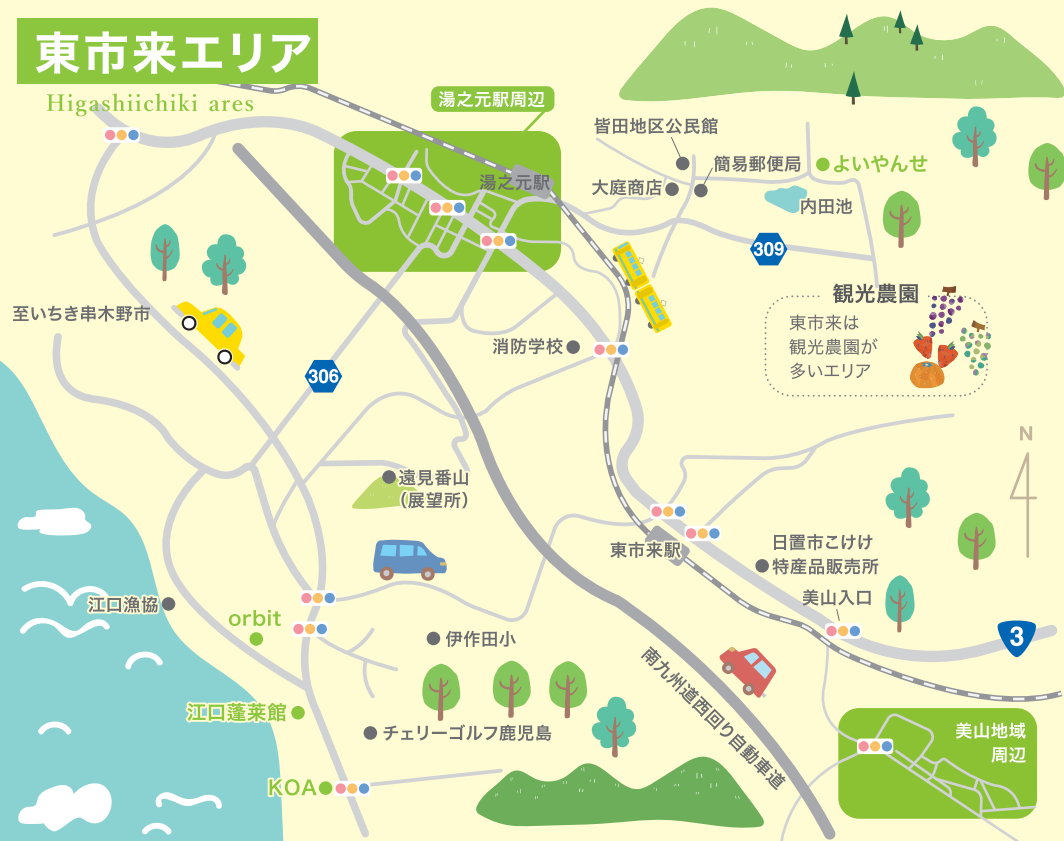 東市来エリア
Higashiichiki ares
湯之元駅周辺
皆田地区公民館
簡易郵便局
よいやんせ
大庭商店
湯之元駅
内田池
309
観光農園
東市来は
観光農園が
多いエリア
至いちき串木野市
消防学校
306
N
遠見番山
（展望所）
東市来駅
日置市こけけ
特産品販売所
美山入口
江口漁協
orbit
伊作田小
3
南九州道西回り自動車道
江口蓬莱館
チェリーゴルフ鹿児島
美山地域
周辺
KOA